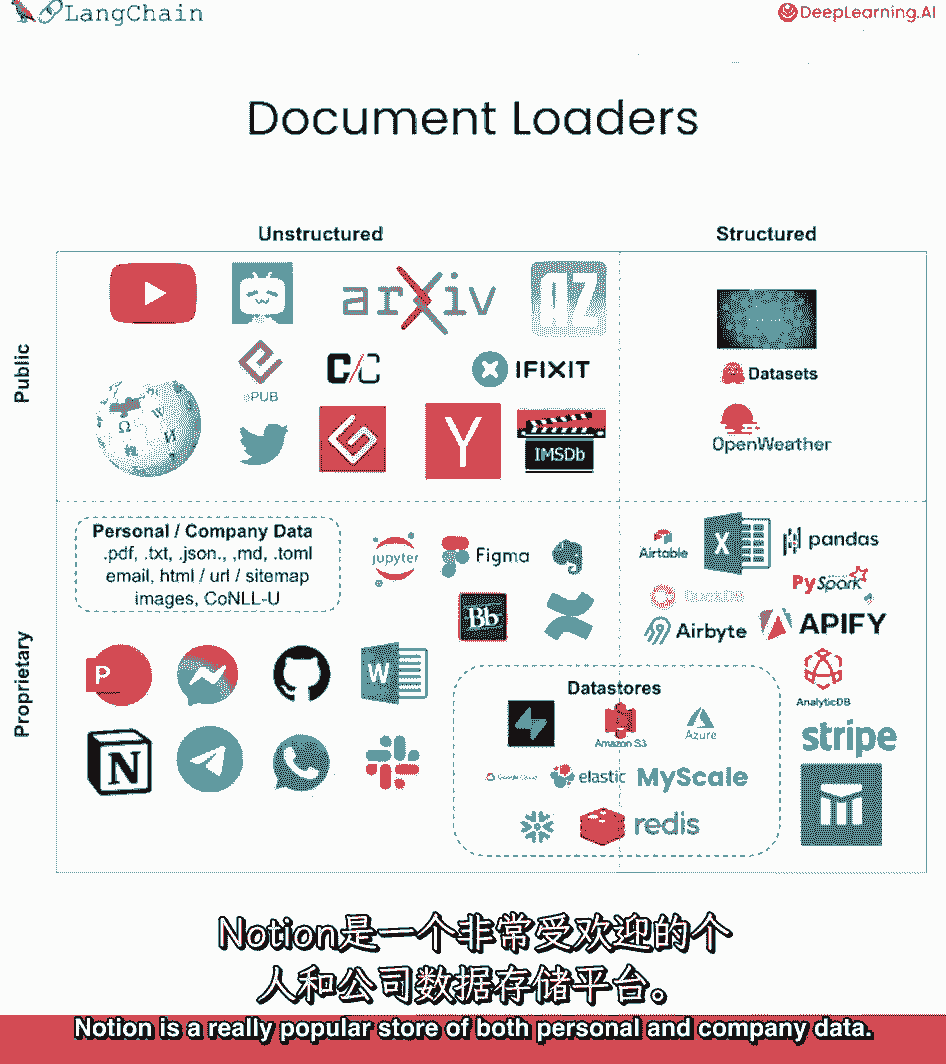 LangChain
DeepLearning.AI
Document Loaders
Unstructured
Structured
Public
arXiv
AZ
ePUB
C/C
IFIXIT
Y
IMSDb
Datasets
OpenWeather
Proprietary
Personal / Company Data
.pdf, .txt, .json., .md, .toml
email, html / url / sitemap
images, CoNLL-U
jupyter
Figma
Bb
Airtable
X
pandas
PySpark
DuckDB
Airbyte
APIFY
P
W
N
Datastores
Amazon S3
Azure
Google Cloud
elastic
MyScale
redis
AnalyticDB
stripe
Notion是一个非常受欢迎的个
人和公司数据存储平台。
Notion is a really popular store of both personal and company data.